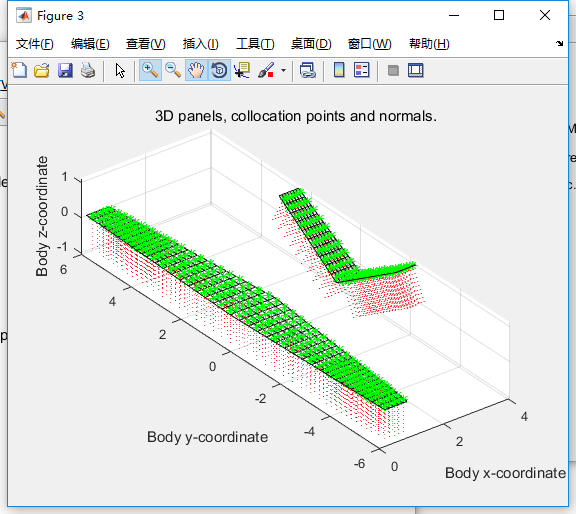 Figure 3
文件(F) 编辑(E) 查看(V) 插入(I) 工具(T) 桌面(D) 窗口(W) 帮助(H)
3D panels, collocation points and normals.
Body z-coordinate
1
0
-1
6
4
2
0
-2
-4
-6
Body y-coordinate
0
2
4
Body x-coordinate